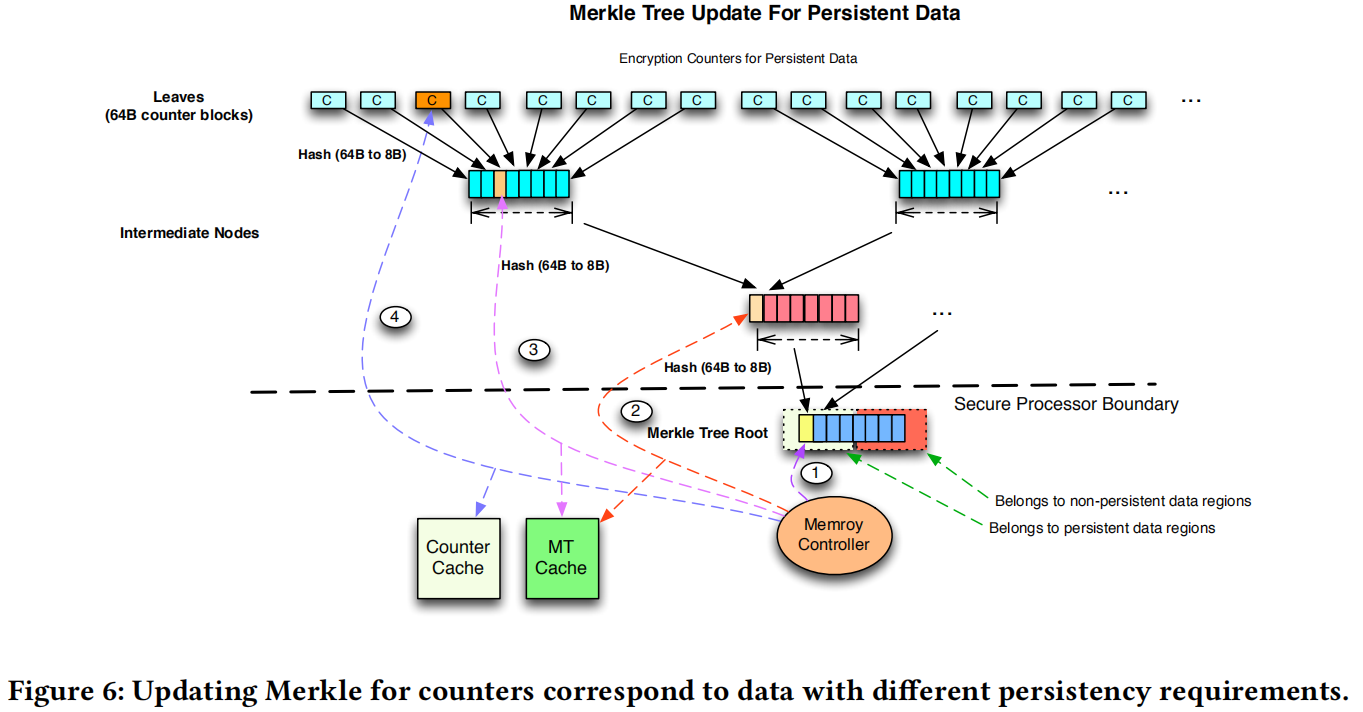 Merkle Tree Update For Persistent Data
Encryption Counters for Persistent Data
Leaves
(64B counter blocks)
C C C C C C C C C C C C C C C C ...
Hash (64B to 8B)
...
Intermediate Nodes
Hash (64B to 8B)
4
...
3
Hash (64B to 8B)
Secure Processor Boundary
2
Merkle Tree Root
1
Belongs to non-persistent data regions
Belongs to persistent data regions
Memroy
Controller
Counter
Cache
MT
Cache
Figure 6: Updating Merkle for counters correspond to data with different persistency requirements.